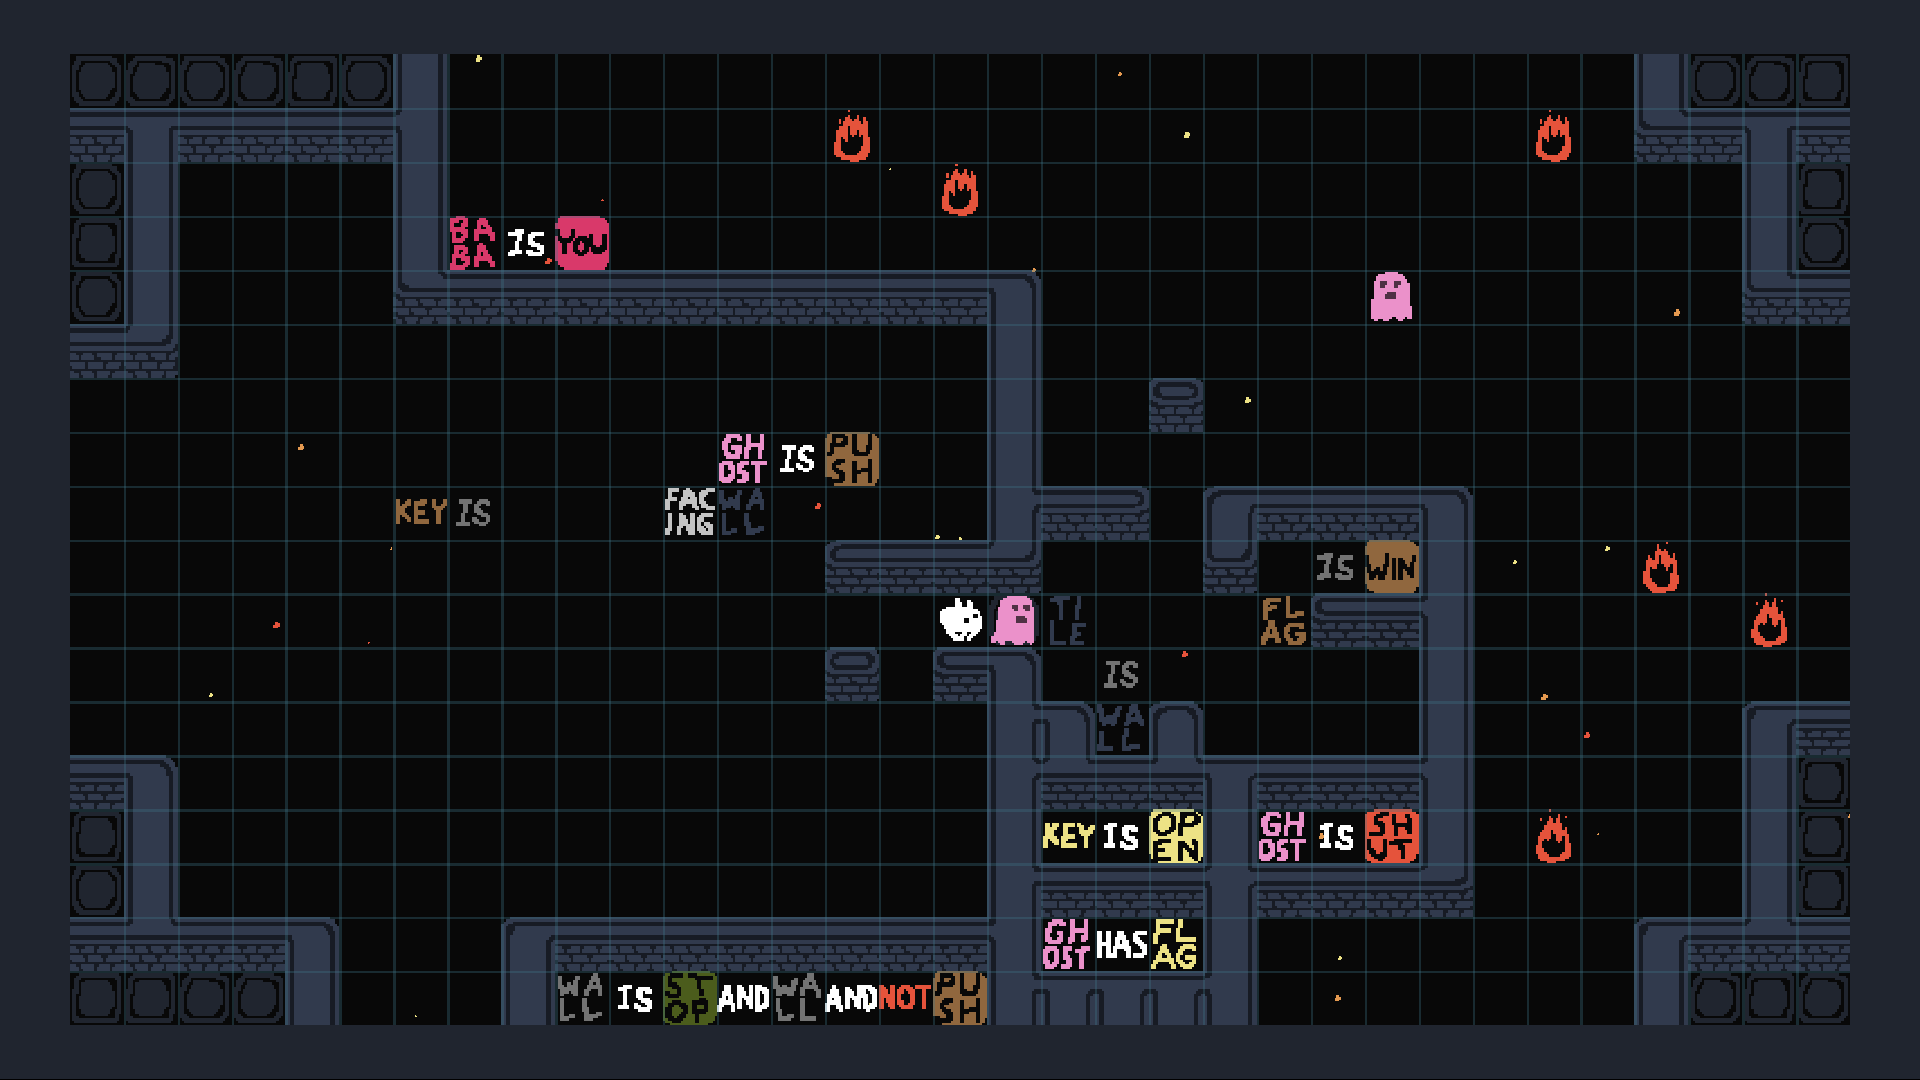 BABA IS YOU
GHOST IS PUSH
KEY IS FACING WALL
IS WIN
TILE FLAG
IS
WALL
KEY IS OPEN GHOST IS SHUT
GHOST HAS FLAG
WALL IS STOP AND WALL AND NOT PUSH